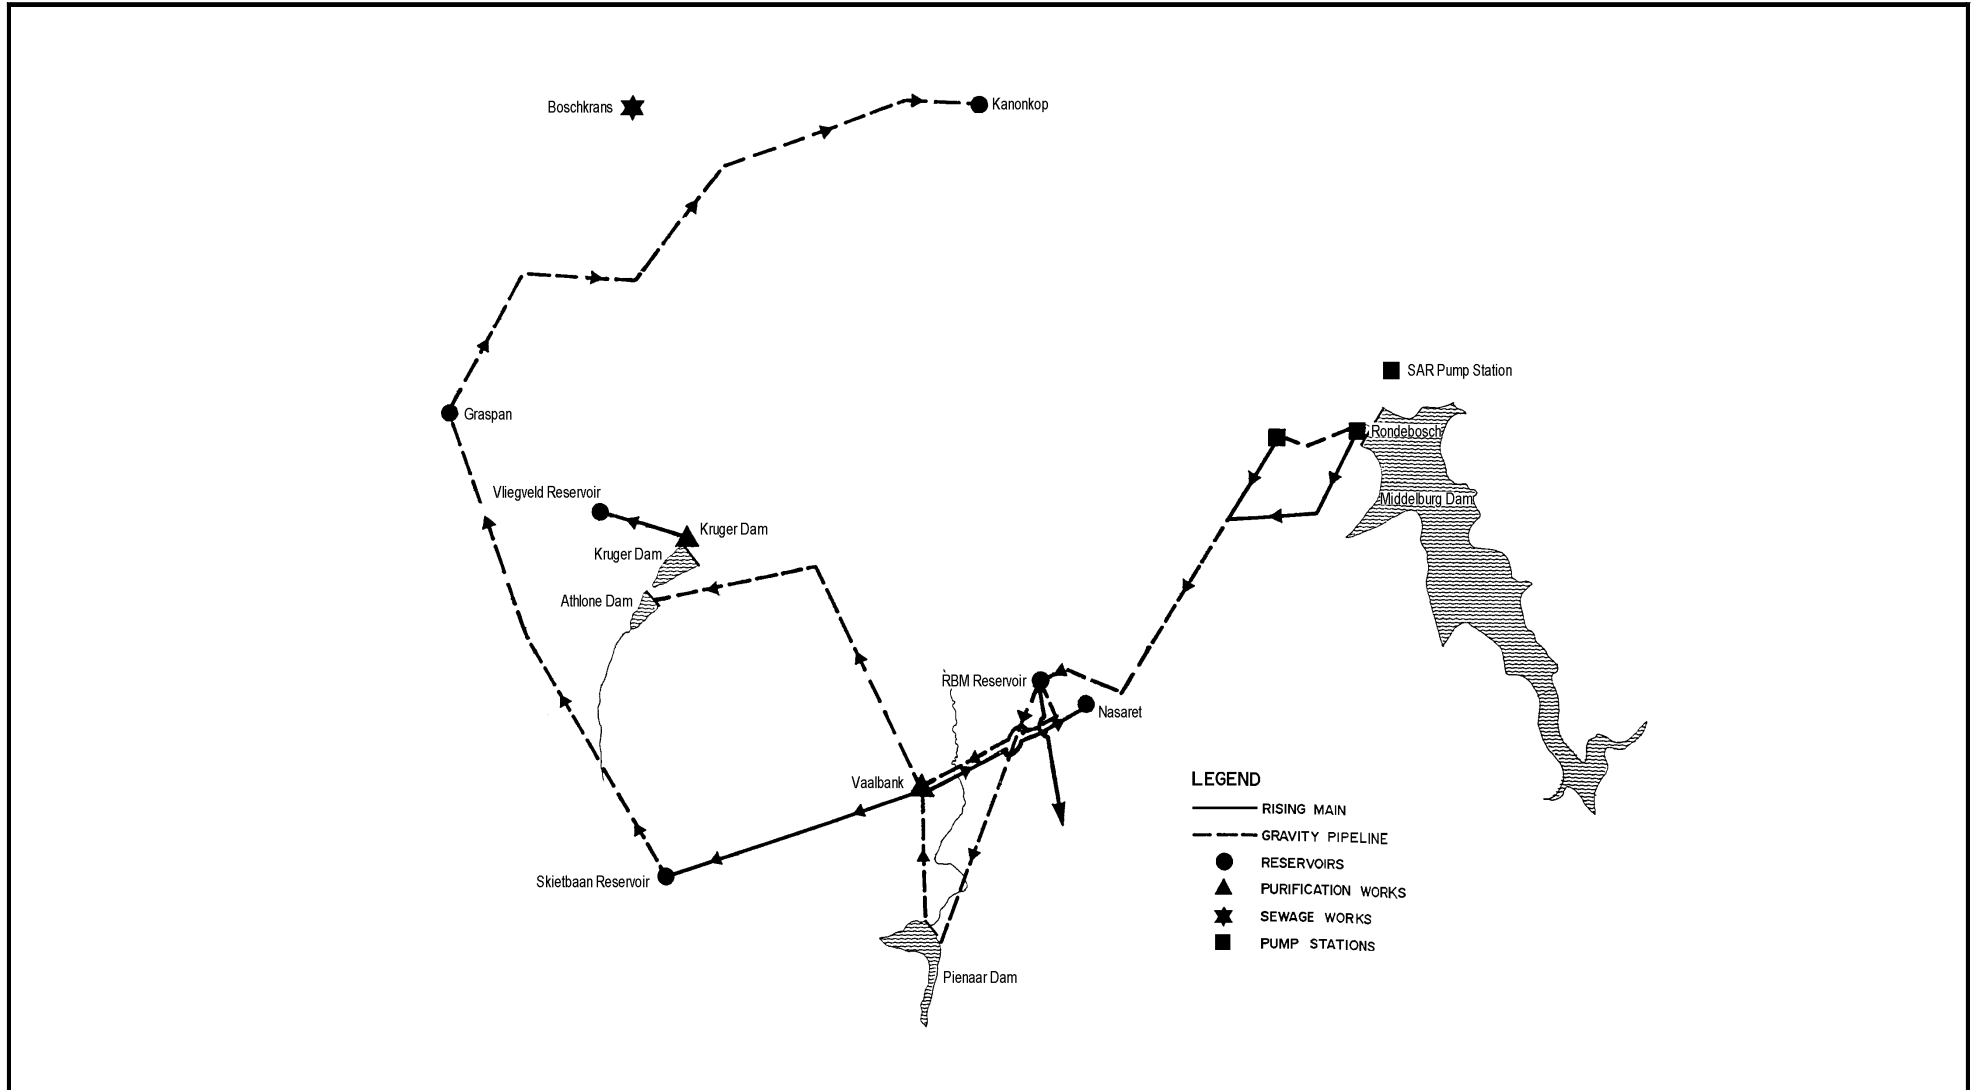 Boschkrans
Kanonkop
SAR Pump Station
Graspan
Rondebosch
Vliegveld Reservoir
Middelburg Dam
Kruger Dam
Kruger Dam
Athlone Dam
RBM Reservoir
Nasaret
Vaalbank
Skietbaan Reservoir
Pienaar Dam
LEGEND
RISING MAIN
GRAVITY PIPELINE
RESERVOIRS
PURIFICATION WORKS
SEWAGE WORKS
PUMP STATIONS